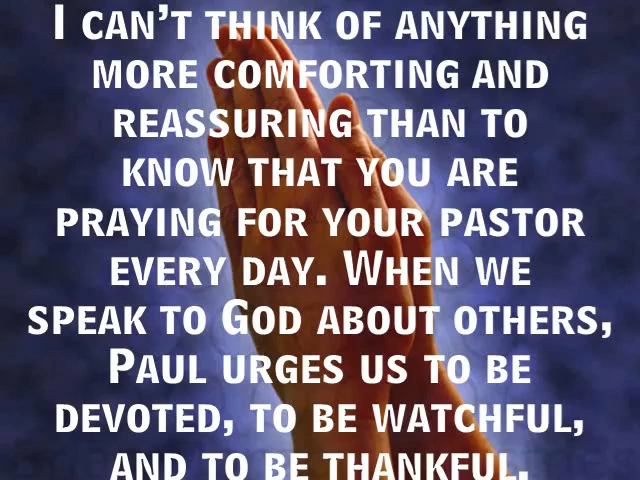 I can't think of anything
more comforting and
reassuring than to
know that you are
praying for your pastor
every day. When we
speak to God about others,
Paul urges us to be
devoted, to be watchful,
and to be thankful.